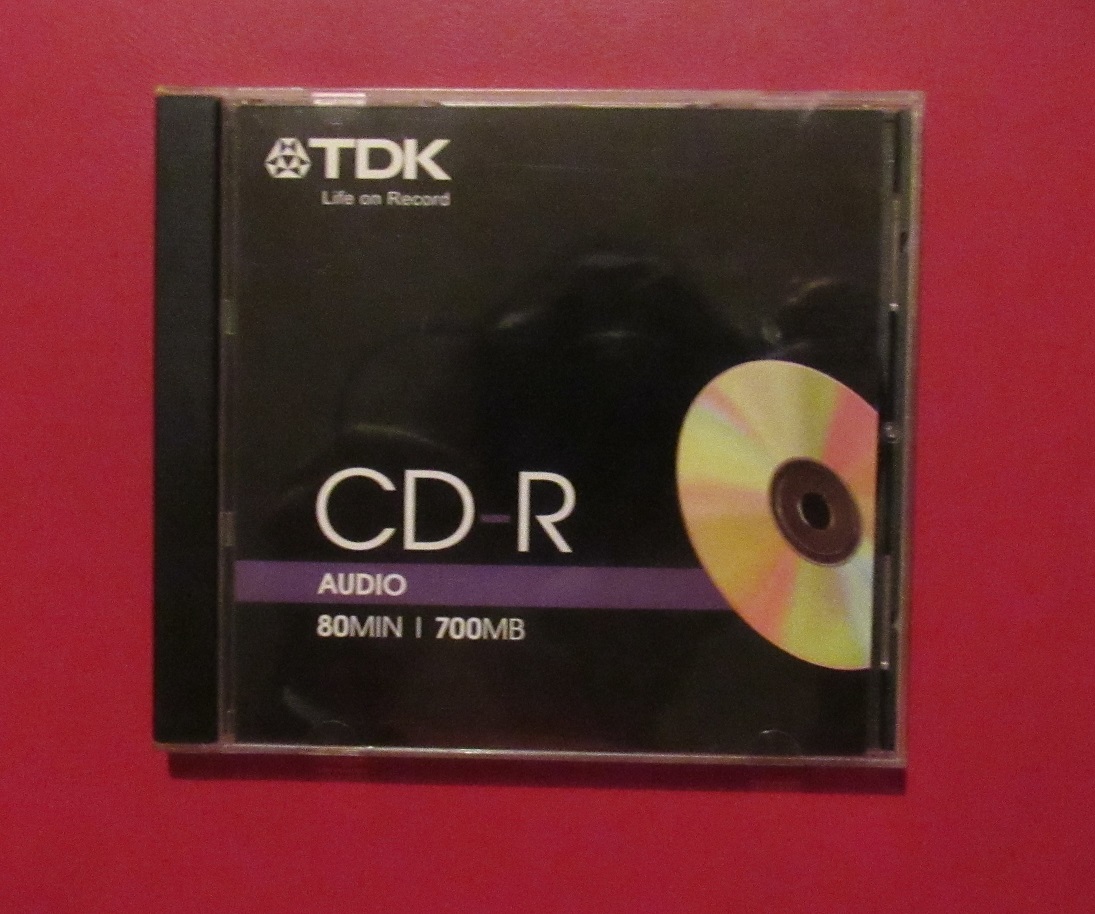 TDK
Life on Record
CD-R
AUDIO
80MIN | 700MB